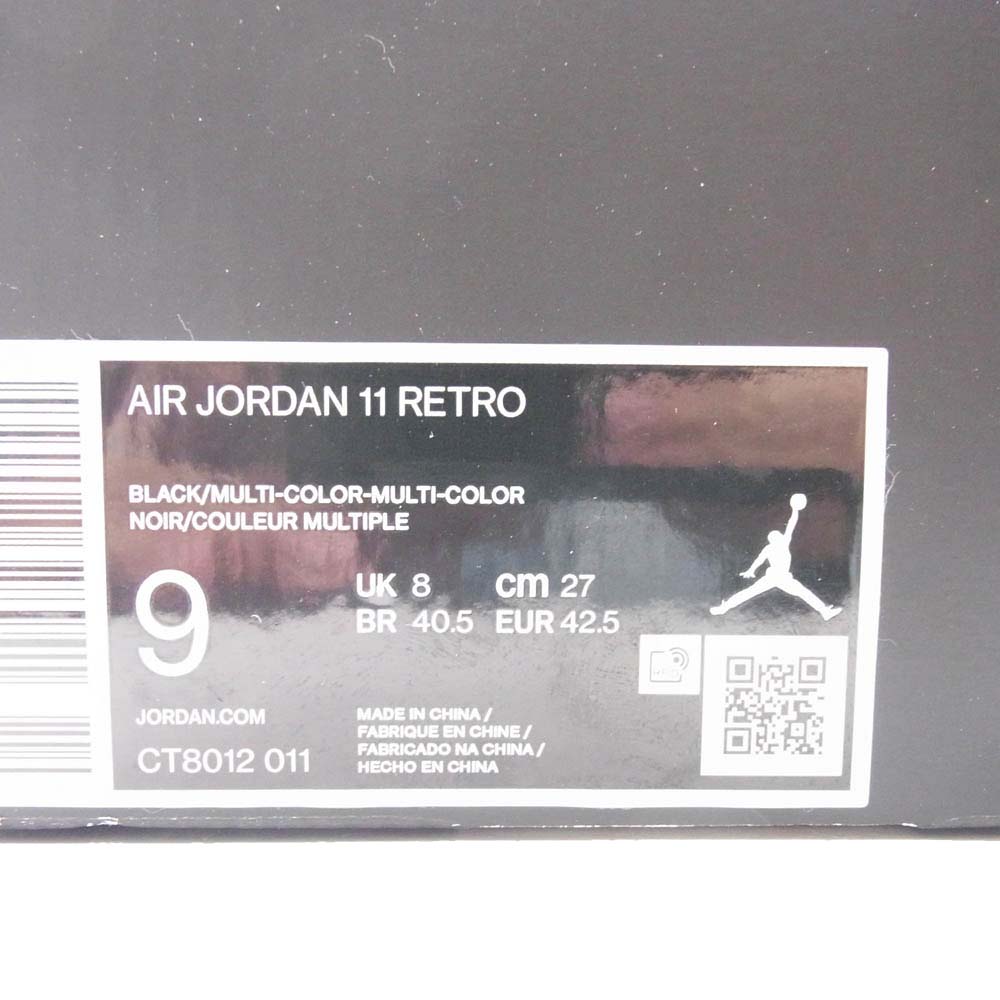 AIR JORDAN 11 RETRO
BLACK/MULTI-COLOR-MULTI-COLOR
NOIR/COULEUR MULTIPLE
9
UK 8 cm 27
BR 40.5 EUR 42.5
JORDAN.COM
CT8012 011
MADE IN CHINA /
FABRIQUE EN CHINE /
FABRICADO NA CHINA /
HECHO EN CHINA